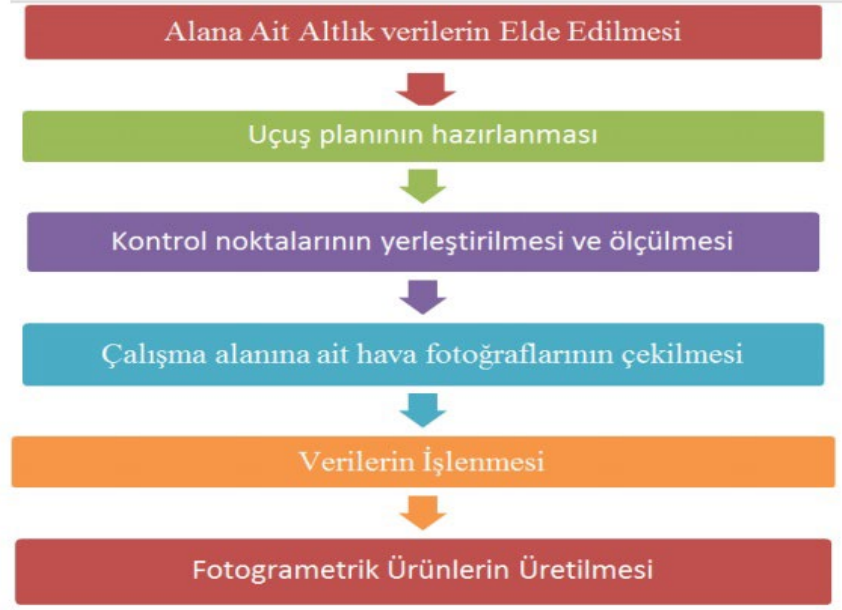 Alana Ait Altlık verilerin Elde Edilmesi
Uçuş planının hazırlanması
Kontrol noktalarının yerleştirilmesi ve ölçülmesi
Çalışma alanına ait hava fotoğraflarının çekilmesi
Verilerin İşlenmesi
Fotogrametrik Ürünlerin Üretilmesi